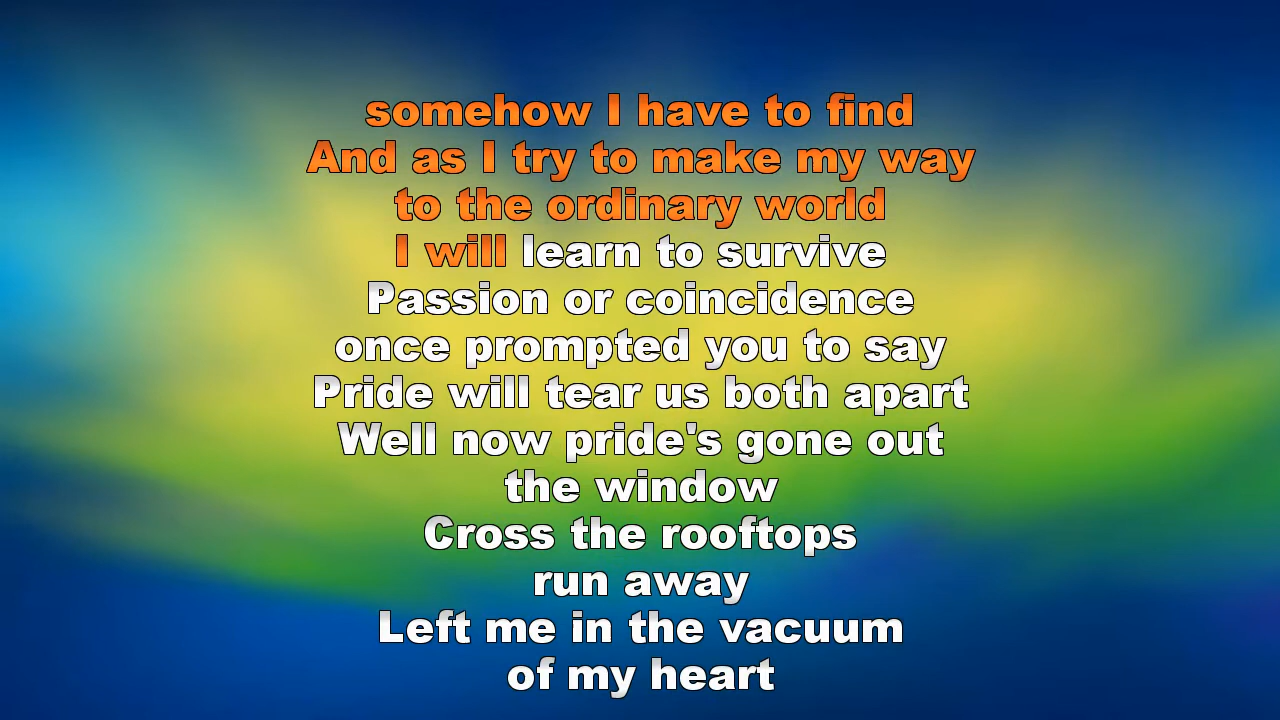 somehow I have to find
And as I try to make my way
to the ordinary world
I will learn to survive
Passion or coincidence
once prompted you to say
Pride will tear us both apart
Well now pride's gone out
the window
Cross the rooftops
run away
Left me in the vacuum
of my heart